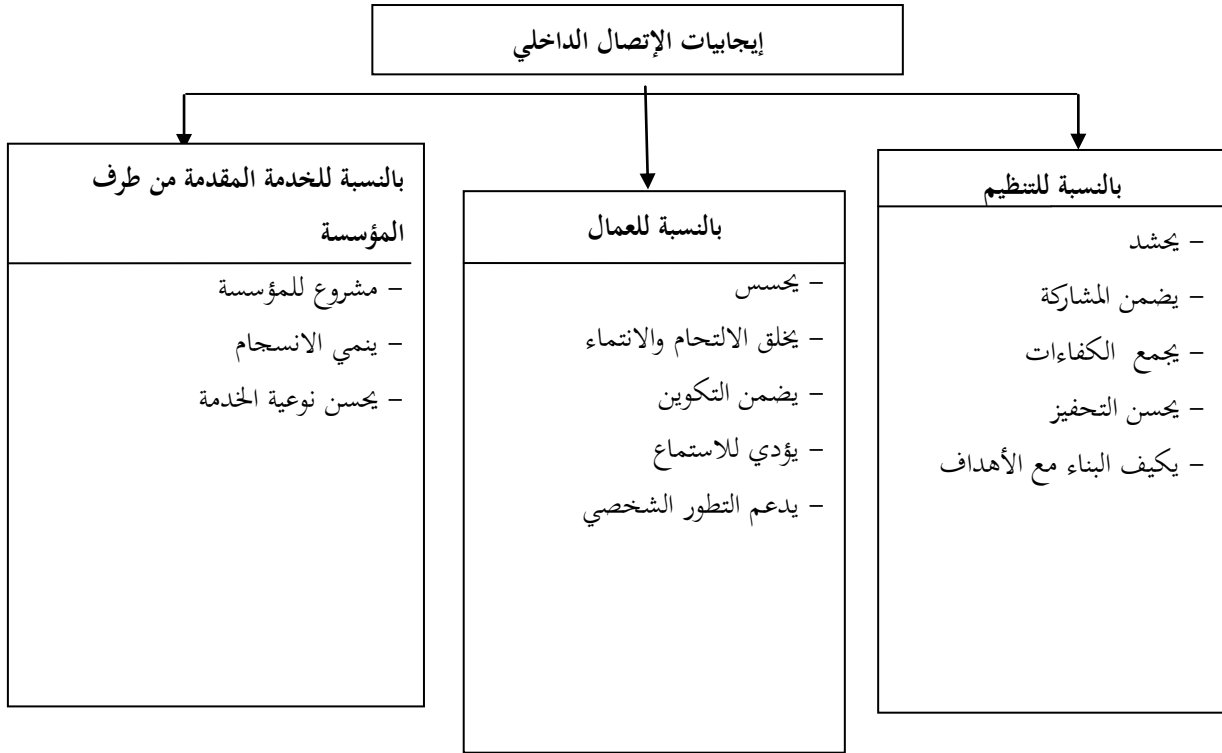 إيجابيات الإتصال الداخلي
بالنسبة للتنظيم
– يحشد
– يضمن المشاركة
– يجمع الكفاءات
– يحسن التحفيز
– يكيف البناء مع الأهداف
بالنسبة للعمال
– يحسس
– يخلق الالتحام والانتماء
– يضمن التكوين
– يؤدي للاستماع
– يدعم التطور الشخصي
بالنسبة للخدمة المقدمة من طرف
المؤسسة
– مشروع للمؤسسة
– ينمي الانسجام
– يحسن نوعية الخدمة